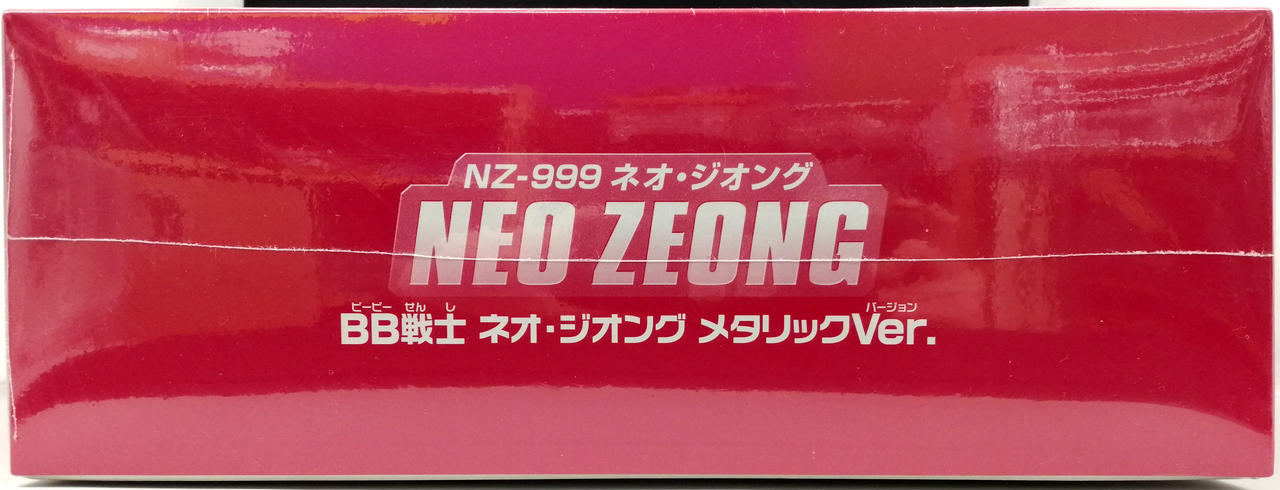 NZ-999 ネオ・ジオング
NEO ZEONG
ビービー せん し バージョン
BB戦士 ネオ・ジオング メタリックVer.